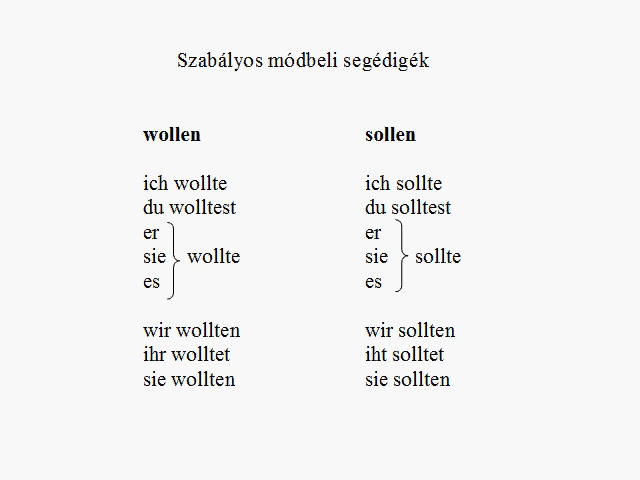 Szabályos módbeli segédigék
wollen
ich wollte
du wolltest
er
sie wollte
es
wir wollten
ihr wolltet
sie wollten
sollen
ich sollte
du solltest
er
sie sollte
es
wir sollten
iht solltet
sie sollten